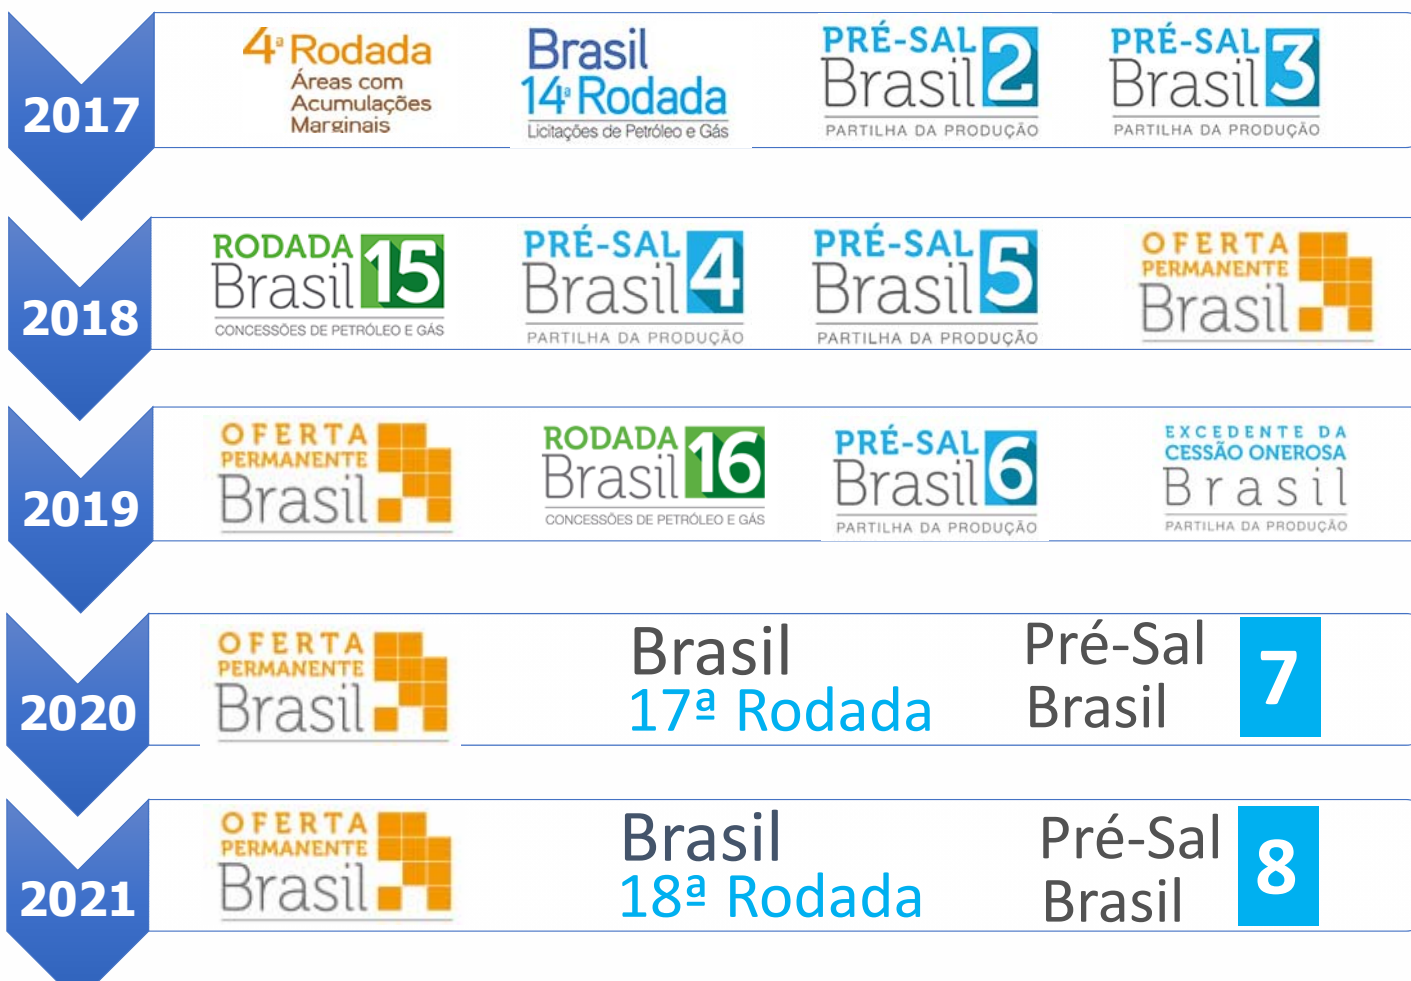 2017
4ª Rodada
Áreas com
Acumulações
Marginais
Brasil
14ª Rodada
Licitações de Petróleo e Gás
PRÉ-SAL 2
Brasil
PARTILHA DA PRODUÇÃO
PRÉ-SAL 3
Brasil
PARTILHA DA PRODUÇÃO
2018
RODADA 15
Brasil
CONCESSÕES DE PETRÓLEO E GÁS
PRÉ-SAL 4
Brasil
PARTILHA DA PRODUÇÃO
PRÉ-SAL 5
Brasil
PARTILHA DA PRODUÇÃO
OFERTA
PERMANENTE
Brasil
2019
OFERTA
PERMANENTE
Brasil
RODADA 16
Brasil
CONCESSÕES DE PETRÓLEO E GÁS
PRÉ-SAL 6
Brasil
PARTILHA DA PRODUÇÃO
EXCEDENTE DA
CESSÃO ONEROSA
Brasil
PARTILHA DA PRODUÇÃO
2020
OFERTA
PERMANENTE
Brasil
Brasil
17ª Rodada
Pré-Sal 7
Brasil
2021
OFERTA
PERMANENTE
Brasil
Brasil
18ª Rodada
Pré-Sal 8
Brasil